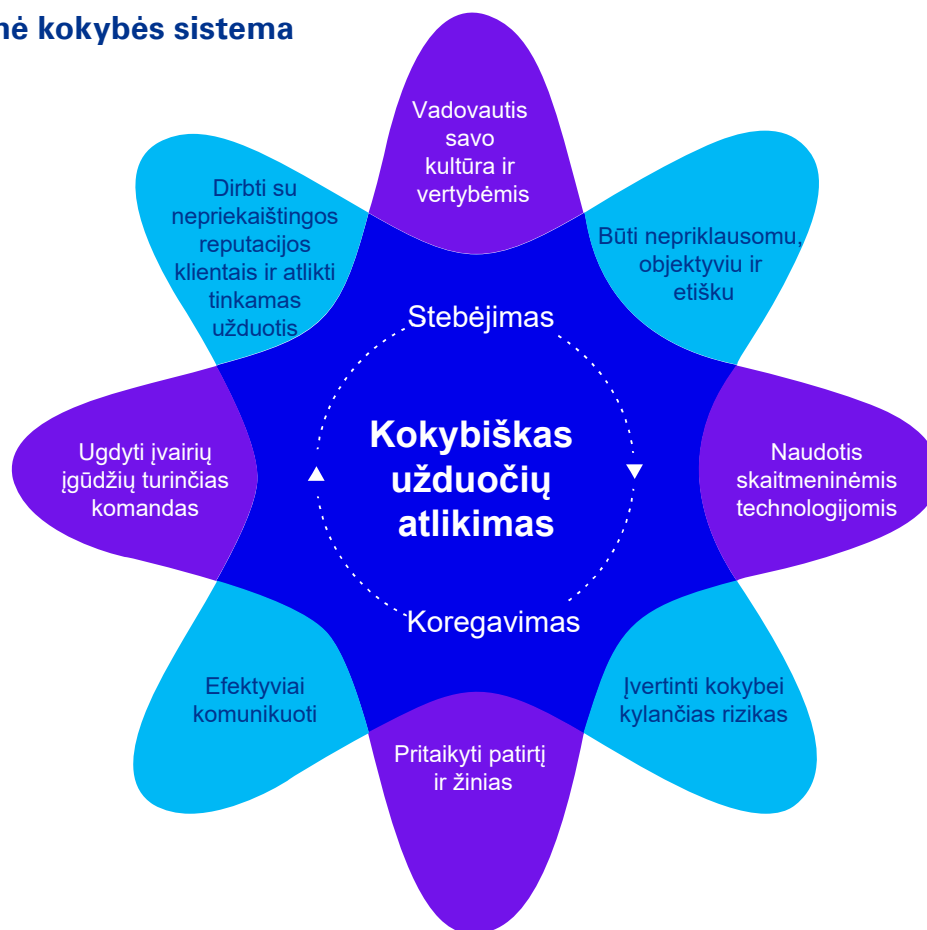 nė kokybės sistema
Vadovautis
savo
kultūra ir
vertybėmis
Dirbti su
nepriekaištingos
reputacijos
klientais ir atlikti
tinkamas
užduotis
Būti nepriklausomu,
objektyviu ir
etišku
Stebėjimas
Kokybiškas
užduočių
atlikimas
Ugdyti įvairių
įgūdžių turinčias
komandas
Naudotis
skaitmeninėmis
technologijomis
Koregavimas
Efektyviai
komunikuoti
Įvertinti kokybei
kylančias rizikas
Pritaikyti patirtį
ir žinias